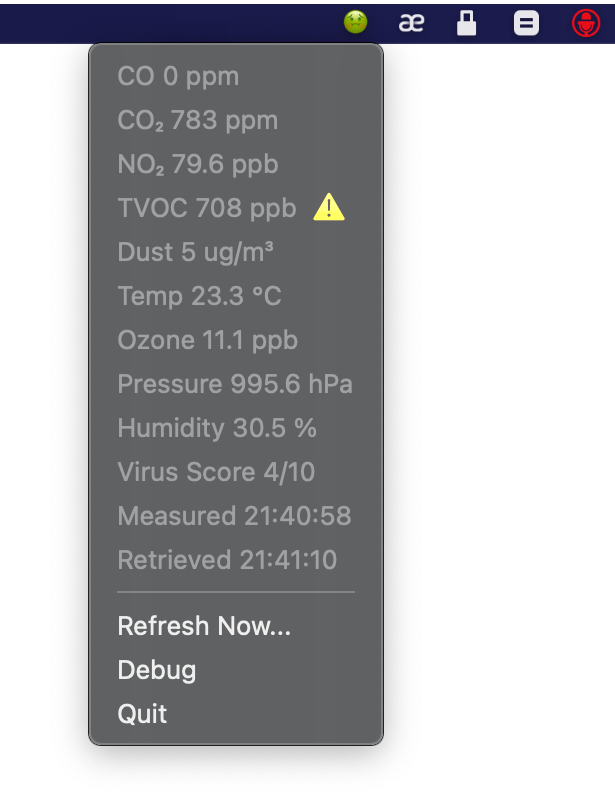 æ
CO 0 ppm
CO₂ 783 ppm
NO₂ 79.6 ppb
TVOC 708 ppb
Dust 5 ug/m³
Temp 23.3 °C
Ozone 11.1 ppb
Pressure 995.6 hPa
Humidity 30.5 %
Virus Score 4/10
Measured 21:40:58
Retrieved 21:41:10
Refresh Now...
Debug
Quit